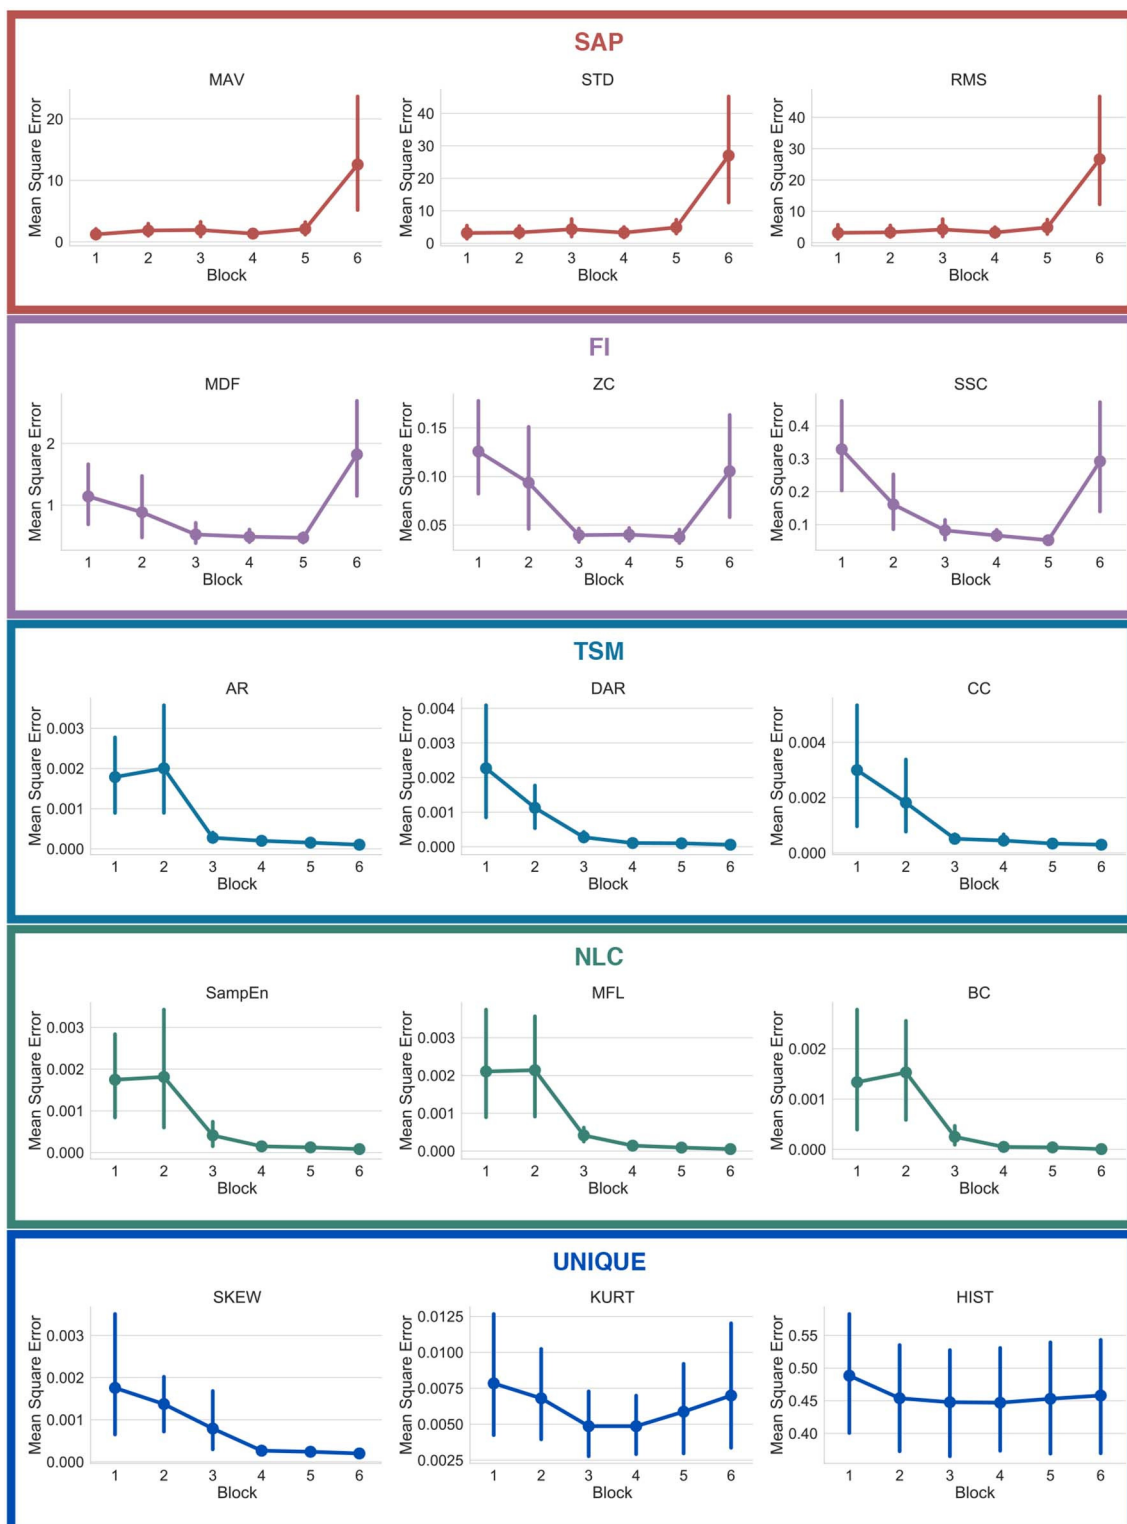 SAP
MAV
STD
RMS
Mean Square Error
20
10
0
1 2 3 4 5 6
Block
Mean Square Error
40
30
20
10
0
1 2 3 4 5 6
Block
Mean Square Error
40
30
20
10
0
1 2 3 4 5 6
Block
FI
MDF
ZC
SSC
Mean Square Error
2
1
1 2 3 4 5 6
Block
Mean Square Error
0.15
0.10
0.05
1 2 3 4 5 6
Block
Mean Square Error
0.4
0.3
0.2
0.1
1 2 3 4 5 6
Block
TSM
AR
DAR
CC
Mean Square Error
0.003
0.002
0.001
0.000
1 2 3 4 5 6
Block
Mean Square Error
0.004
0.003
0.002
0.001
0.000
1 2 3 4 5 6
Block
Mean Square Error
0.004
0.002
0.000
1 2 3 4 5 6
Block
NLC
SampEn
MFL
BC
Mean Square Error
0.003
0.002
0.001
0.000
1 2 3 4 5 6
Block
Mean Square Error
0.003
0.002
0.001
0.000
1 2 3 4 5 6
Block
Mean Square Error
0.002
0.001
0.000
1 2 3 4 5 6
Block
UNIQUE
SKEW
KURT
HIST
Mean Square Error
0.003
0.002
0.001
0.000
1 2 3 4 5 6
Block
Mean Square Error
0.0125
0.0100
0.0075
0.0050
0.0025
1 2 3 4 5 6
Block
Mean Square Error
0.55
0.50
0.45
0.40
1 2 3 4 5 6
Block